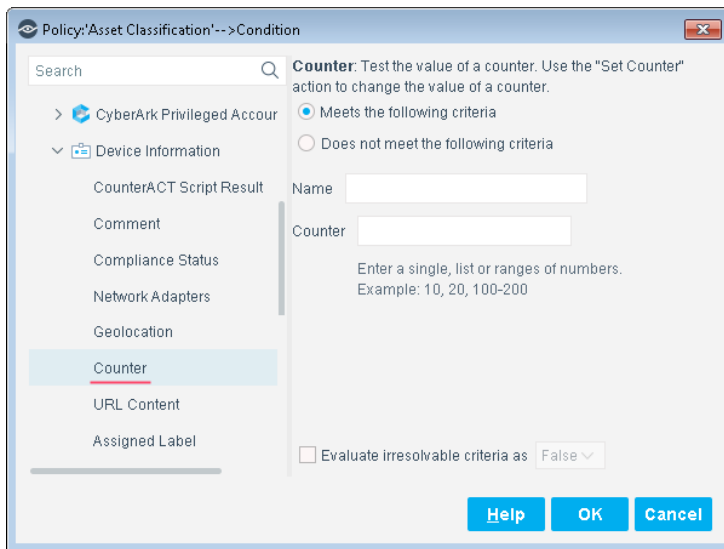 Policy:'Asset Classification'-->Condition
Search
CyberArk Privileged Accour
Device Information
CounterACT Script Result
Comment
Compliance Status
Network Adapters
Geolocation
Counter
URL Content
Assigned Label
Counter: Test the value of a counter. Use the "Set Counter"
action to change the value of a counter.
Meets the following criteria
Does not meet the following criteria
Name
Counter
Enter a single, list or ranges of numbers.
Example: 10, 20, 100-200
Evaluate irresolvable criteria as False
Help OK Cancel